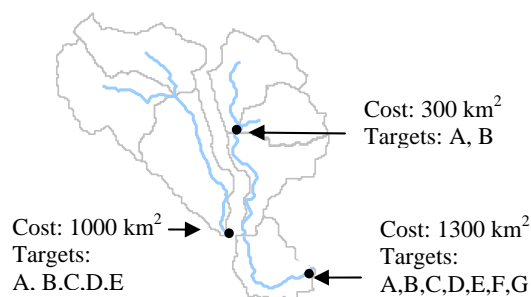 Cost: 300 km²
Targets: A, B
Cost: 1000 km²
Targets:
A, B,C,D,E
Cost: 1300 km²
Targets:
A,B,C,D,E,F,G